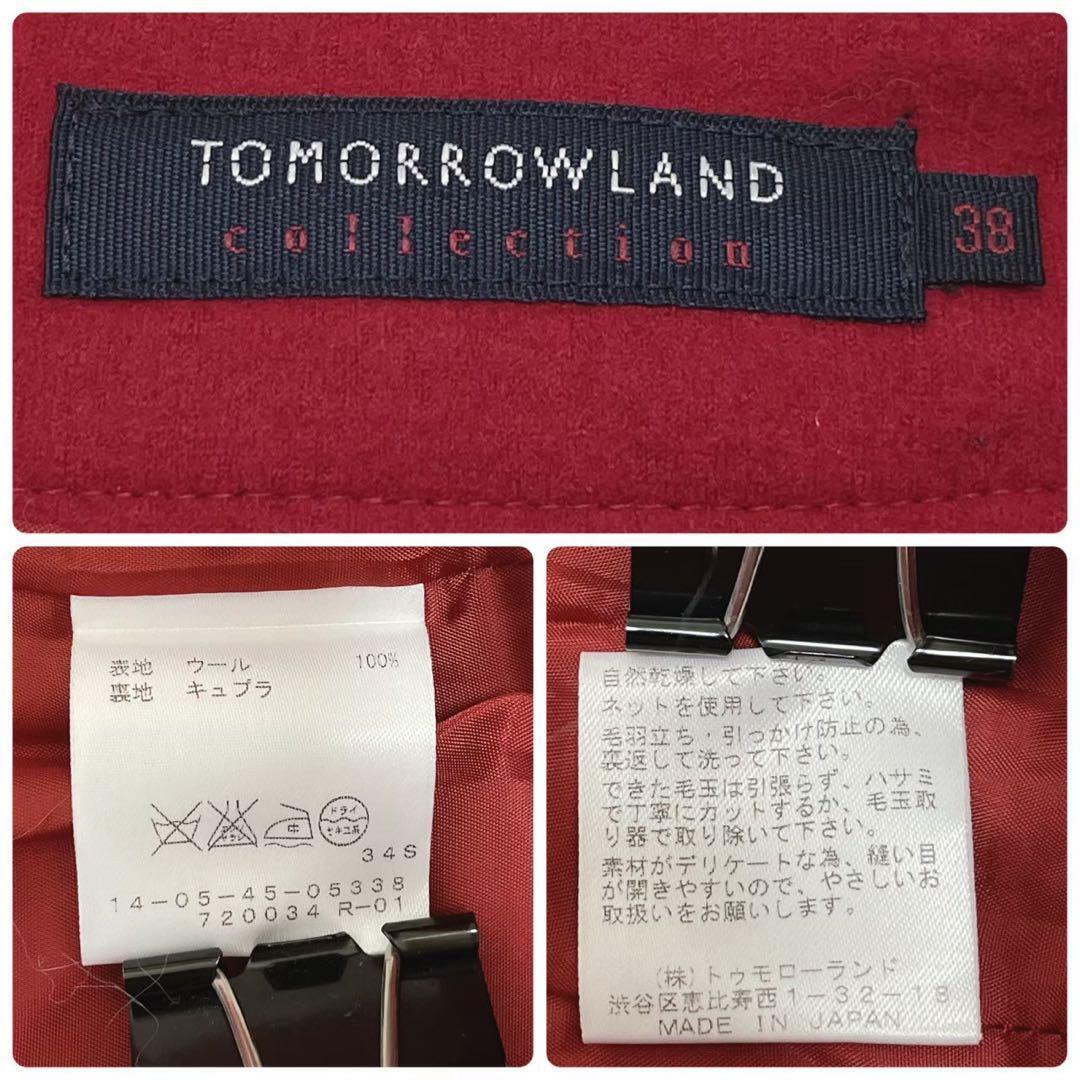 TOMORROWLAND
collection
38
表地 ウール 100%
裏地 キュプラ
中
ドライ
セキユ系
34S
14-05-45-05338
720034 R-01
自然乾燥して下さい。
ネットを使用して下さい。
毛羽立ち・引っかけ防止の為、
裏返して洗って下さい。
できた毛玉は引張らず、ハサミ
で丁寧にカットするか、毛玉取
り器で取り除いて下さい。
素材がデリケートな為、縫い目
が開きやすいので、やさしいお
取扱いをお願いします。
(株)トゥモローランド
渋谷区恵比寿西1-32-18
MADE IN JAPAN